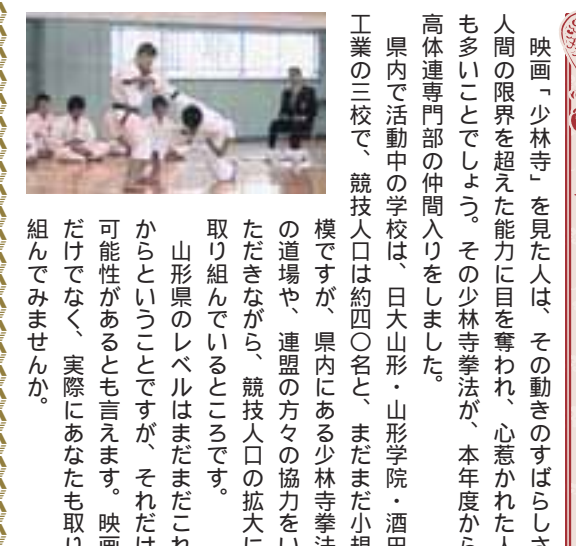 映画「少林寺」を見た人は、その動きのすばらしさ
人間の限界を超えた能力に目を奪われ、心惹かれた人
も多いことでしょう。その少林寺拳法が、本年度から
高体連専門部の仲間入りをしました。
県内で活動中の学校は、日大山形・山形学院・酒田
工業の三校で、競技人口は約四〇名と、まだまだ小規
模ですが、県内にある少林寺拳法
の道場や、連盟の方々の協力をい
ただきながら、競技人口の拡大に
取り組んでいるところです。
山形県のレベルはまだまだこれ
からということですが、それだけ
可能性があるとも言えます。映画
だけでなく、実際にあなたも取り
組んでみませんか。